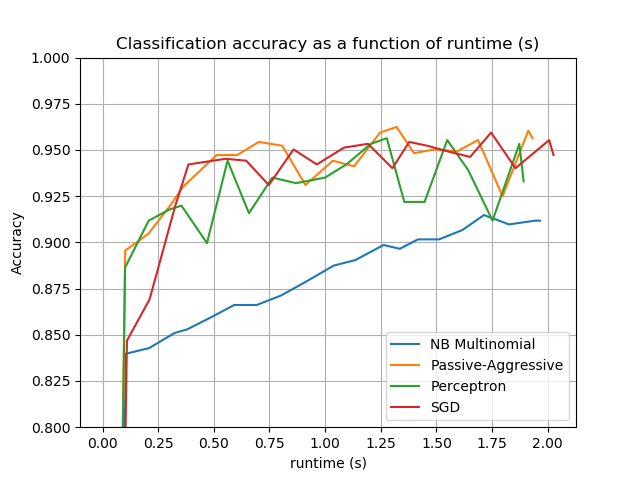 Classification accuracy as a function of runtime (s)
1.000
0.975
0.950
0.925
0.900
0.875
0.850
0.825
0.800
Accuracy
NB Multinomial
Passive-Aggressive
Perceptron
SGD
0.00 0.25 0.50 0.75 1.00 1.25 1.50 1.75 2.00
runtime (s)